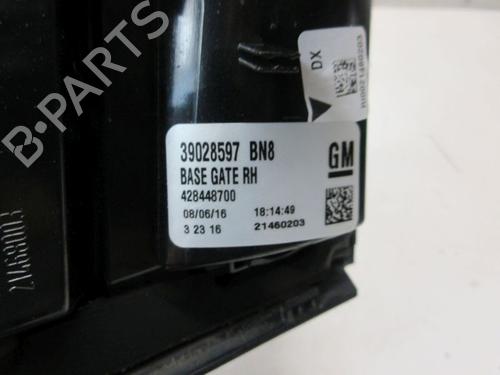 B-PARTS
DX
HU0021460203
39028597 BN8
GM
BASE GATE RH
428448700
08/06/16 18:14:49
3 23 16 21460203